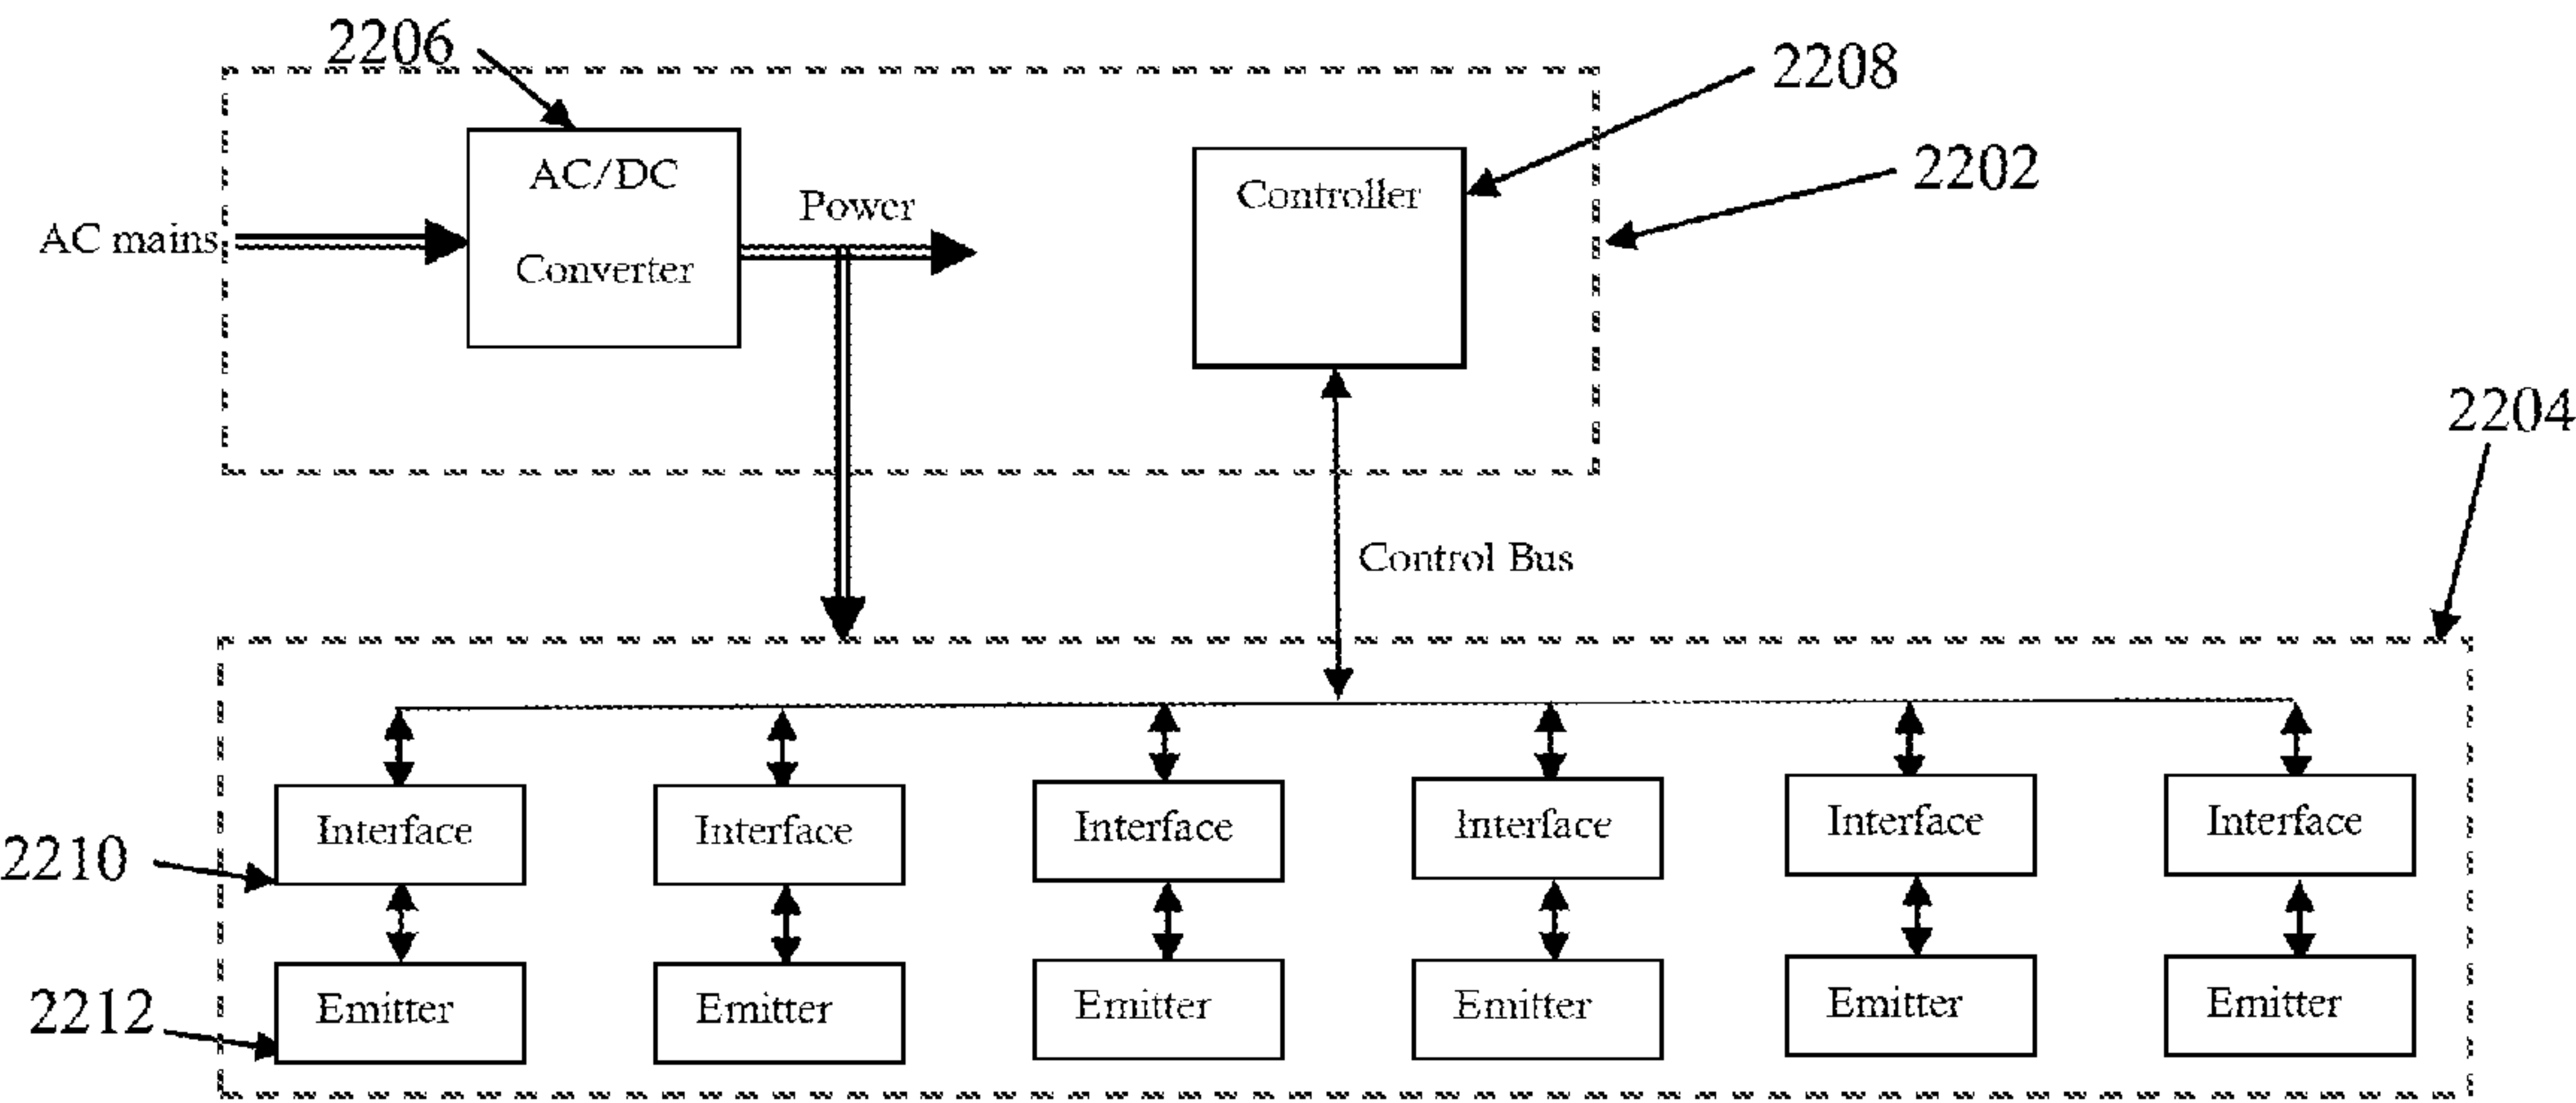 2206
2208
2202
AC/DC
Converter
Power
Controller
AC mains
2204
Control Bus
Interface Interface Interface Interface Interface Interface
2210
Emitter Emitter Emitter Emitter Emitter Emitter
2212